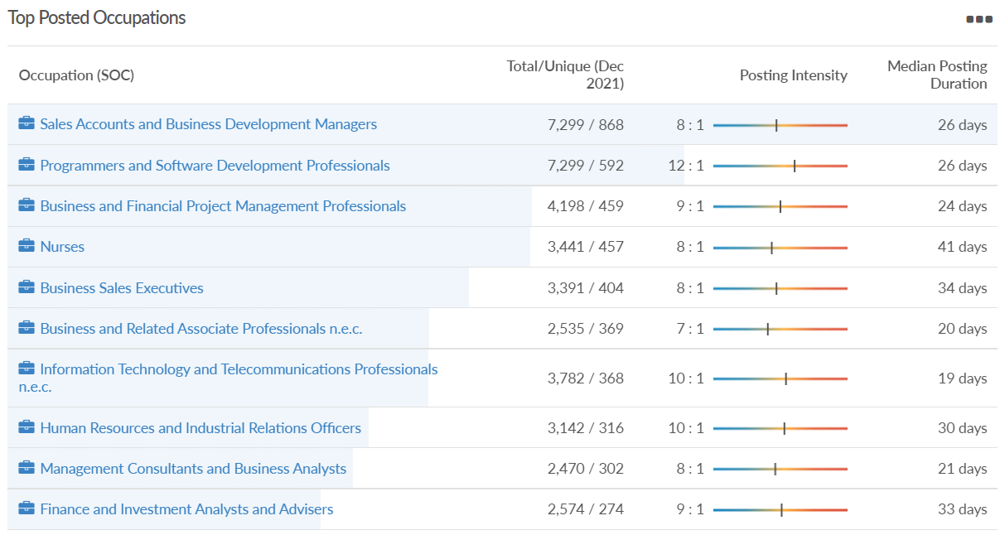 Top Posted Occupations
Occupation (SOC)
Total/Unique (Dec
2021)
Posting Intensity
Median Posting
Duration
Sales Accounts and Business Development Managers 7,299 / 868 8 : 1 26 days
Programmers and Software Development Professionals 7,299 / 592 12 : 1 26 days
Business and Financial Project Management Professionals 4,198 / 459 9 : 1 24 days
Nurses 3,441 / 457 8 : 1 41 days
Business Sales Executives 3,391 / 404 8 : 1 34 days
Business and Related Associate Professionals n.e.c. 2,535 / 369 7 : 1 20 days
Information Technology and Telecommunications Professionals
n.e.c.
3,782 / 368 10 : 1 19 days
Human Resources and Industrial Relations Officers 3,142 / 316 10 : 1 30 days
Management Consultants and Business Analysts 2,470 / 302 8 : 1 21 days
Finance and Investment Analysts and Advisers 2,574 / 274 9 : 1 33 days